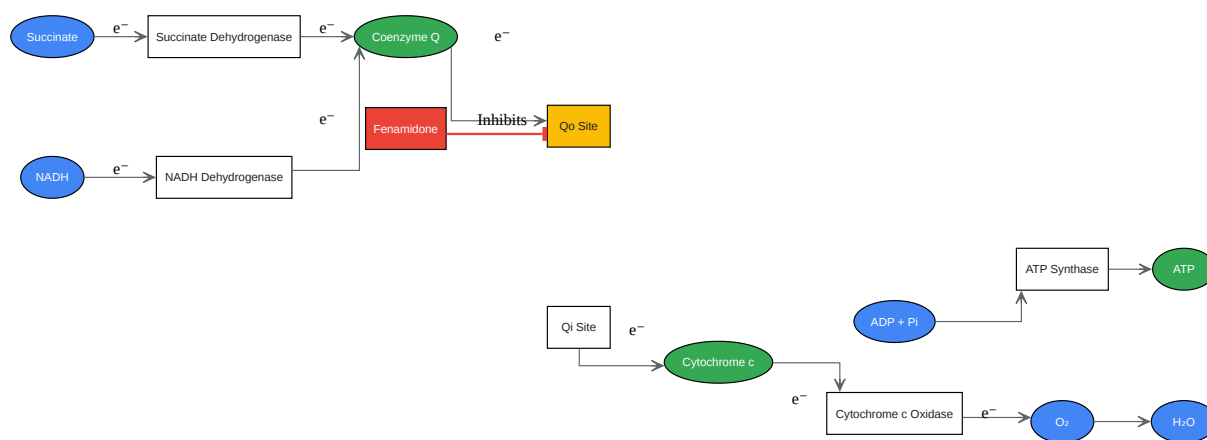 Succinate
e⁻
Succinate Dehydrogenase
e⁻
Coenzyme Q
e⁻
e⁻
Fenamidone
Inhibits
Qo Site
NADH
e⁻
NADH Dehydrogenase
ATP Synthase
ATP
ADP + Pi
Qi Site
e⁻
Cytochrome c
e⁻
Cytochrome c Oxidase
e⁻
O₂
H₂O